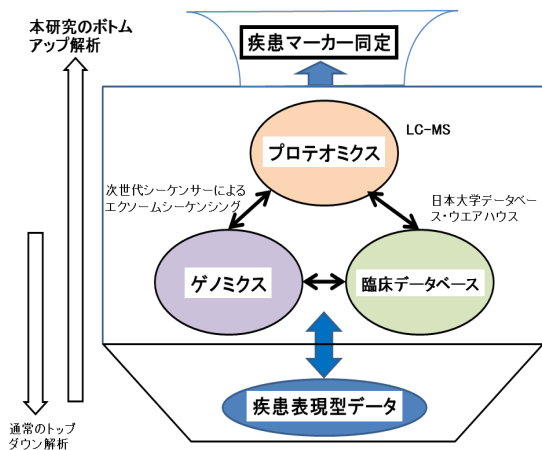 本研究のボトム
アップ解析
疾患マーカー同定
LC-MS
プロテオミクス
次世代シーケンサーによる
エクソームシーケンシング
日本大学データベー
ス・ウエアハウス
ゲノミクス
臨床データベース
疾患表現型データ
通常のトップ
ダウン解析